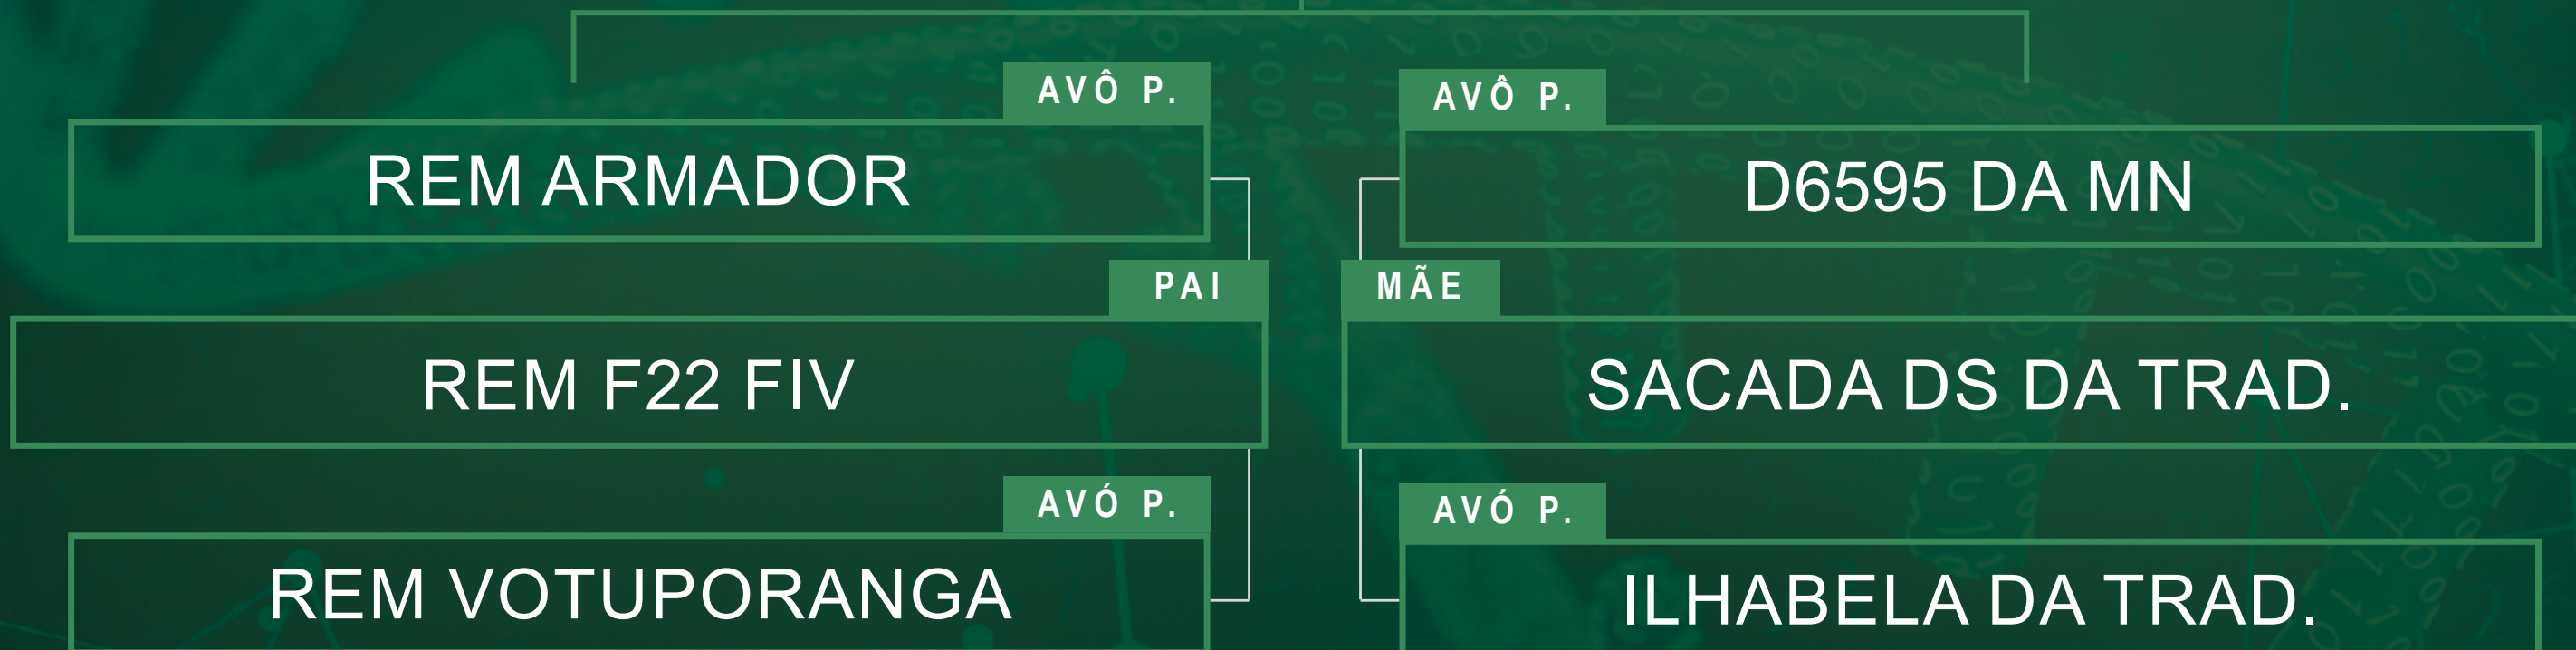 AVÔ P.
REM ARMADOR
PAI
REM F22 FIV
AVÓ P.
REM VOTUPORANGA
AVÔ P.
D6595 DA MN
MÃE
SACADA DS DA TRAD.
AVÓ P.
ILHABELA DA TRAD.